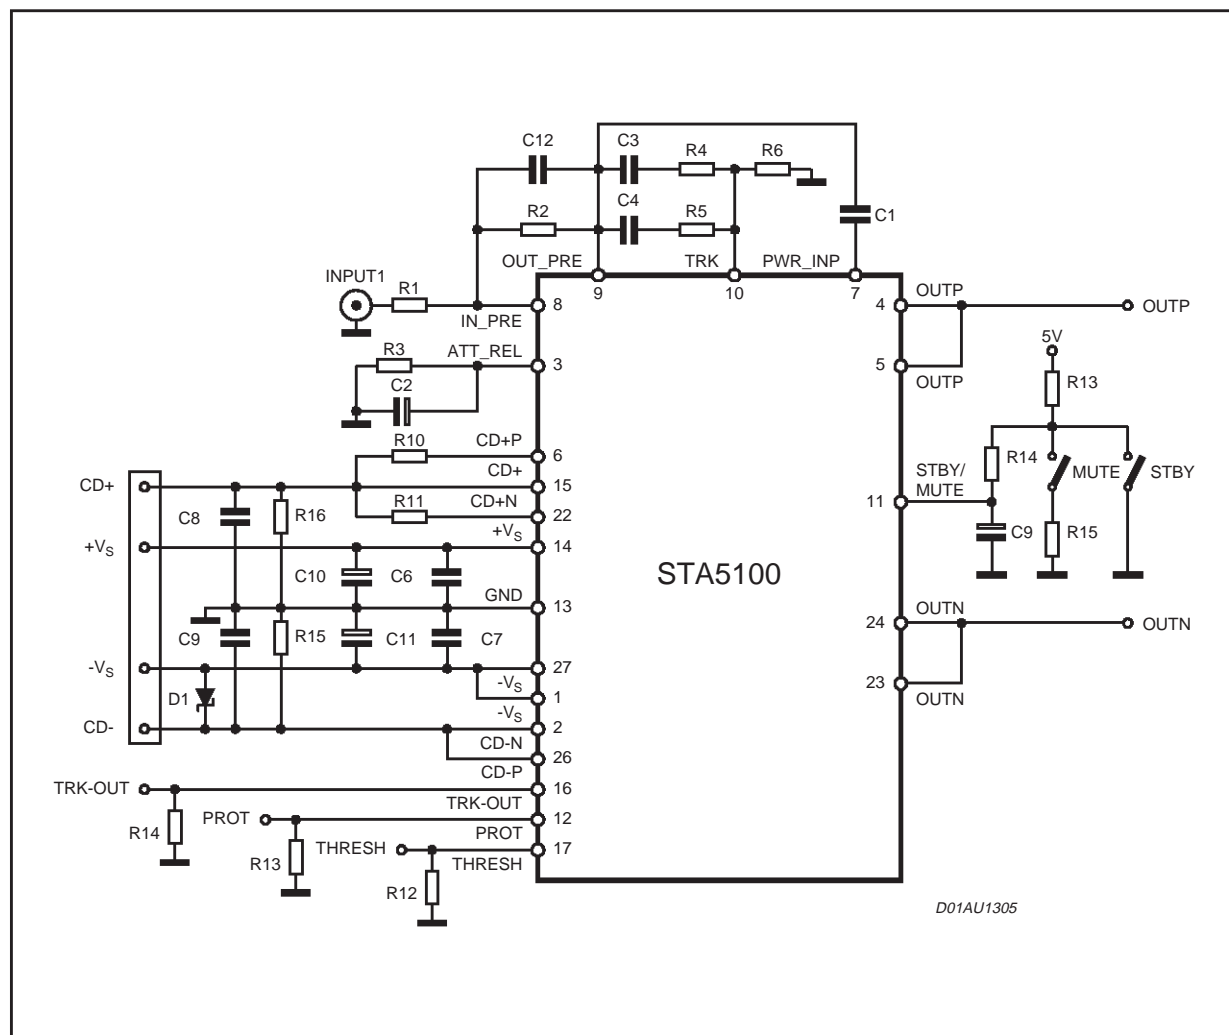 C12
C3
R4
R6
R2
C4
R5
C1
OUT_PRE
TRK
PWR_INP
9
10
7
INPUT1
R1
IN_PRE
8
R3
ATT_REL
3
C2
R10
CD+P
6
CD+
CD+
15
R11
CD+N
22
C8
R16
+VS
+VS
14
C10
C6
GND
13
C9
R15
C11
C7
-VS
27
-VS
1
D1
-VS
CD-
2
CD-N
26
CD-P
TRK-OUT
16
TRK-OUT
R14
PROT
12
PROT
R13
THRESH
17
THRESH
R12
STA5100
4
OUTP
OUTP
5
OUTP
5V
R13
R14
MUTE
STBY
STBY/
MUTE
11
C9
R15
24
OUTN
OUTN
23
OUTN
D01AU1305